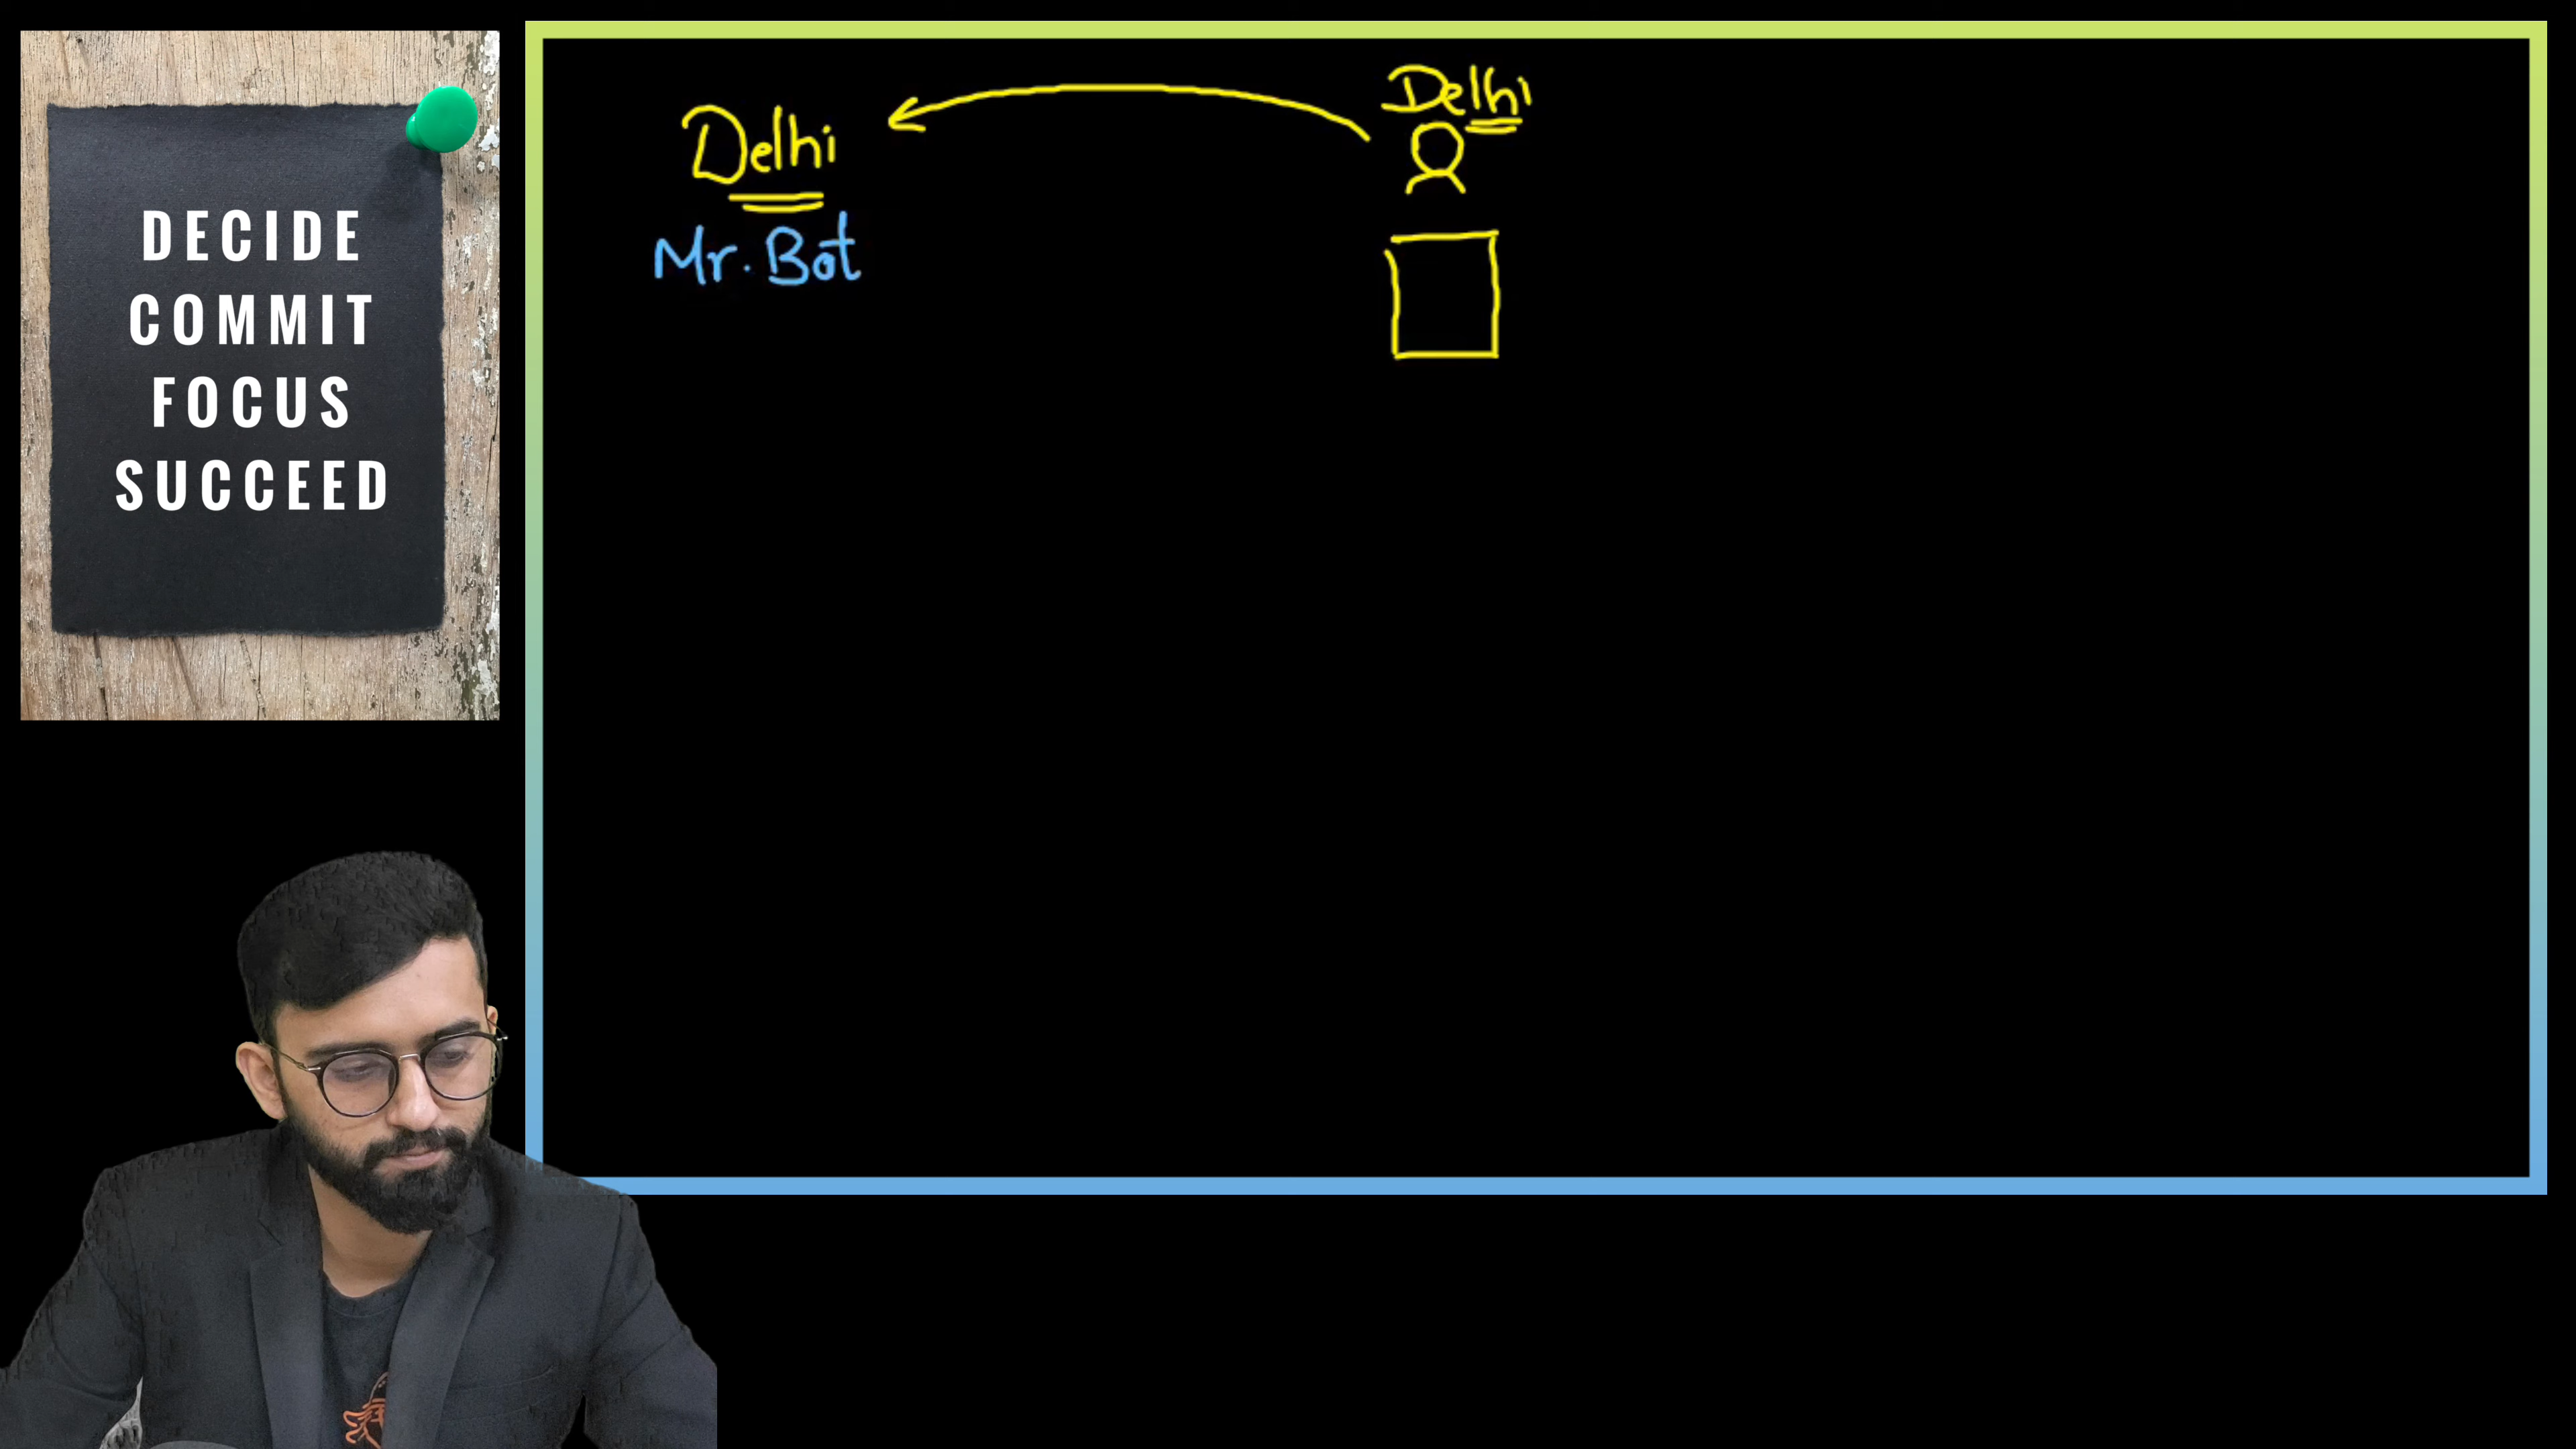 DECIDE
COMMIT
FOCUS
SUCCEED
Delhi
Delhi
Mr. Bot